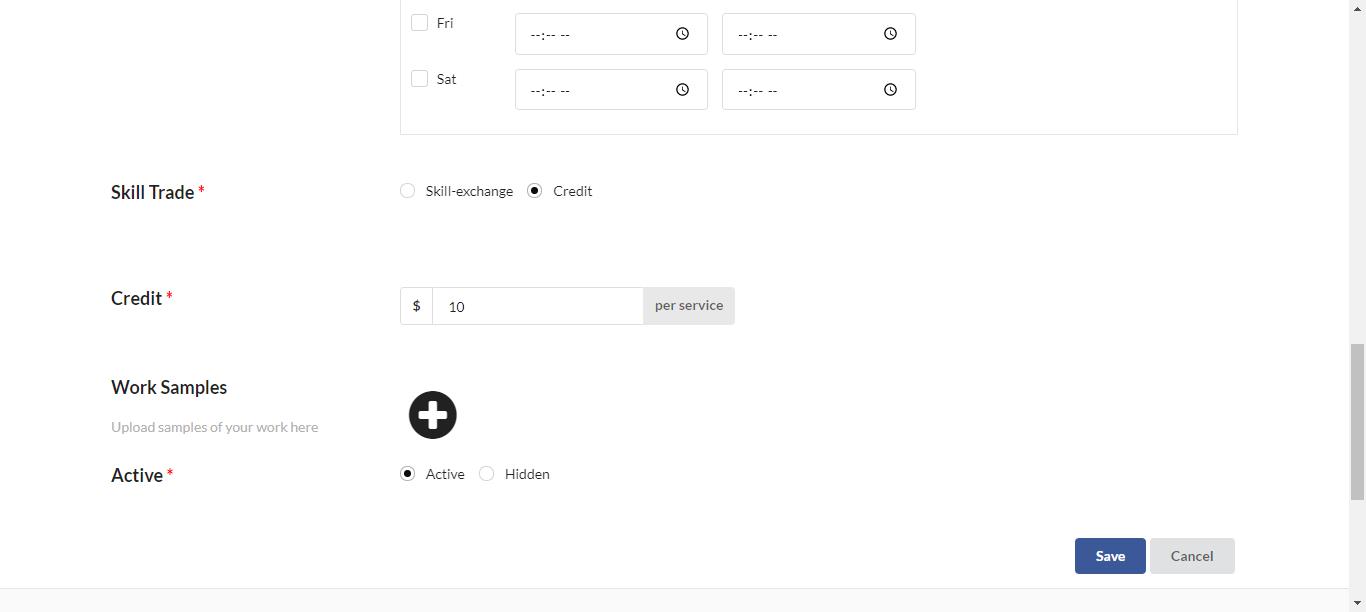 Fri --:-- -- --:-- --
Sat --:-- -- --:-- --
Skill Trade * Skill-exchange Credit
Credit * $ 10 per service
Work Samples
Upload samples of your work here
Active * Active Hidden
Save Cancel